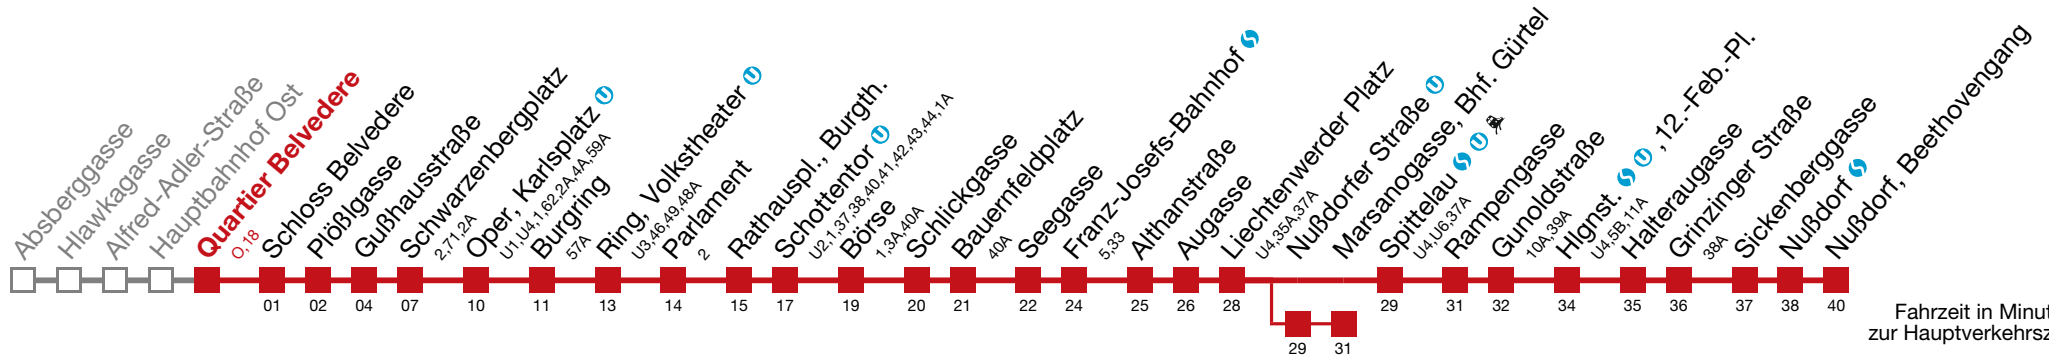 Absberggasse
Hlawkagasse
Alfred-Adler-Straße
Hauptbahnhof Ost
Quartier Belvedere
O, 18
Schloss Belvedere
Plößlgasse
Gußhausstraße
Schwarzenbergplatz
2,71,2A
Oper, Karlsplatz U
U1,U4,1,62,2A,4A,59A
Burgring
57A
Ring, Volkstheater U
U3,46,49,48A
Parlament
2
Rathauspl., Burgth.
Schottentor U
U2,1,37,38,40,41,42,43,44,1A
Börse
1,3A,40A
Schlickgasse
Bauernfeldplatz
40A
Seegasse
Franz-Josefs-Bahnhof S
5,33
Althanstraße
Augasse
Liechtenwerder Platz
U4,35A,37A
Nußdorfer Straße U
Marsanogasse, Bhf. Gürtel
Spittelau S U
U4,U6,37A
Rampengasse
Gunoldstraße
10A,39A
Hlgnst. S U , 12.-Feb.-Pl.
U4,5B,11A
Halteraugasse
Grinzinger Straße
38A
Sickenberggasse
Nußdorf S
Nußdorf, Beethovengang
01 02 04 07 10 11 13 14 15 17 19 20 21 22 24 25 26 28 29 31 32 34 35 36 37 38 40
29 31
Fahrzeit in Minut
zur Hauptverkehrsz